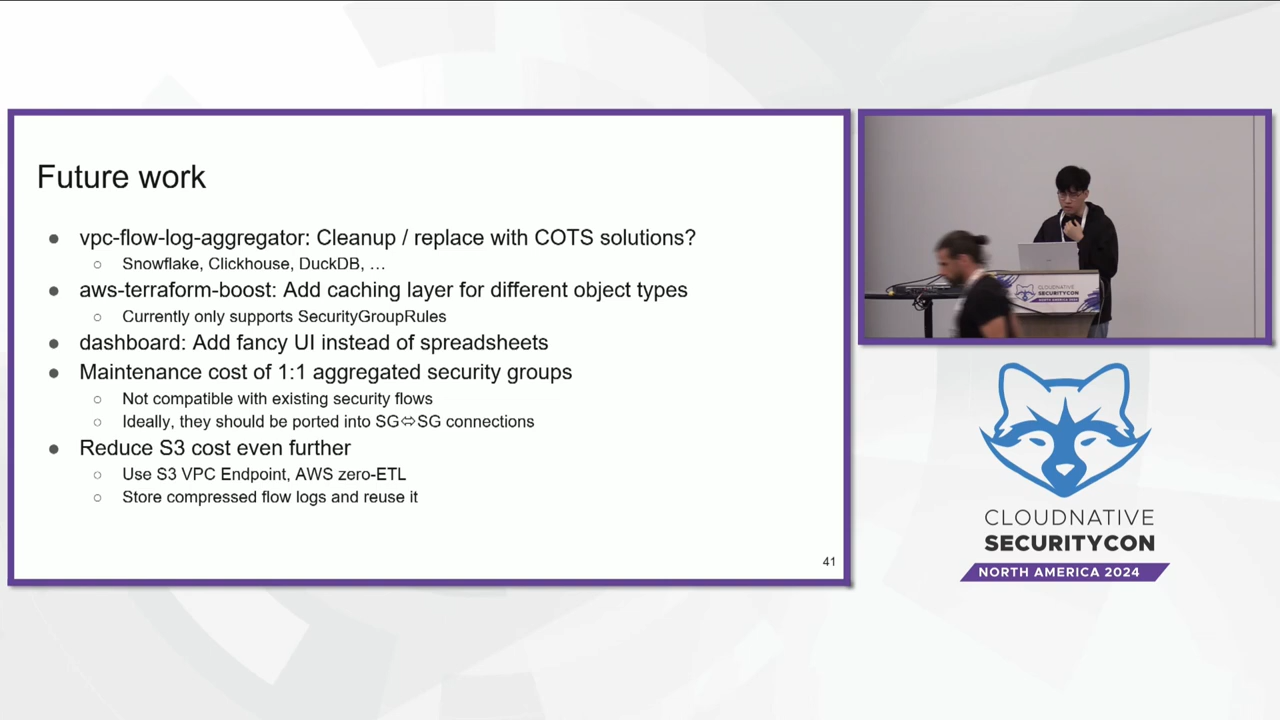 Future work
● vpc-flow-log-aggregator: Cleanup / replace with COTS solutions?
○ Snowflake, Clickhouse, DuckDB, …
● aws-terraform-boost: Add caching layer for different object types
○ Currently only supports SecurityGroupRules
● dashboard: Add fancy UI instead of spreadsheets
● Maintenance cost of 1:1 aggregated security groups
○ Not compatible with existing security flows
○ Ideally, they should be ported into SG⇔SG connections
● Reduce S3 cost even further
○ Use S3 VPC Endpoint, AWS zero-ETL
○ Store compressed flow logs and reuse it
41
CLOUDNATIVE
SECURITYCON
CLOUDNATIVE
SECURITYCON
NORTH AMERICA 2024